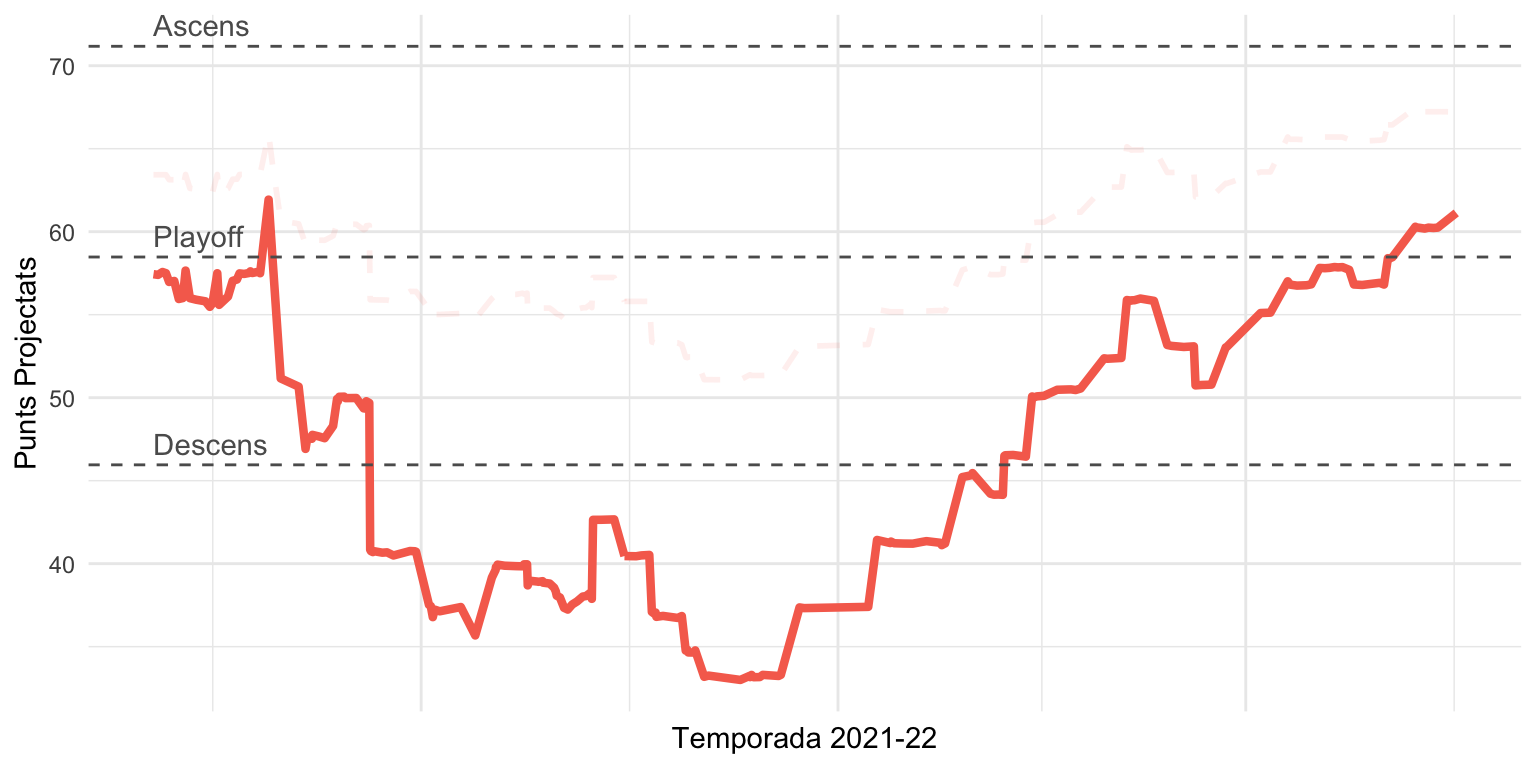 Ascens
70
Playoff
60
50
Descens
40
Punts Projectats
Temporada 2021-22